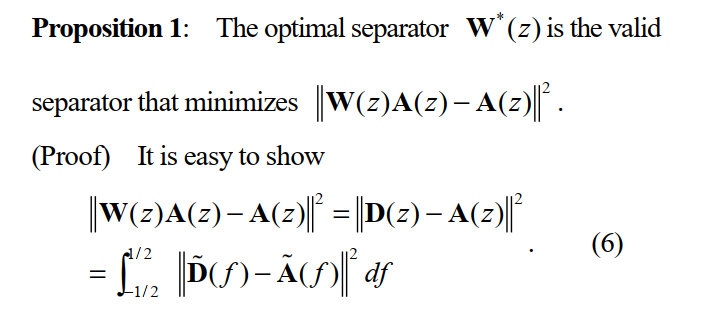 Proposition 1: The optimal separator W*(z) is the valid
separator that minimizes ‖W(z)A(z) − A(z)‖² .
(Proof) It is easy to show
‖W(z)A(z) − A(z)‖² = ‖D(z) − A(z)‖²
= ∫_{−1/2}^{1/2} ‖D̃(f) − Ã(f)‖² df . (6)